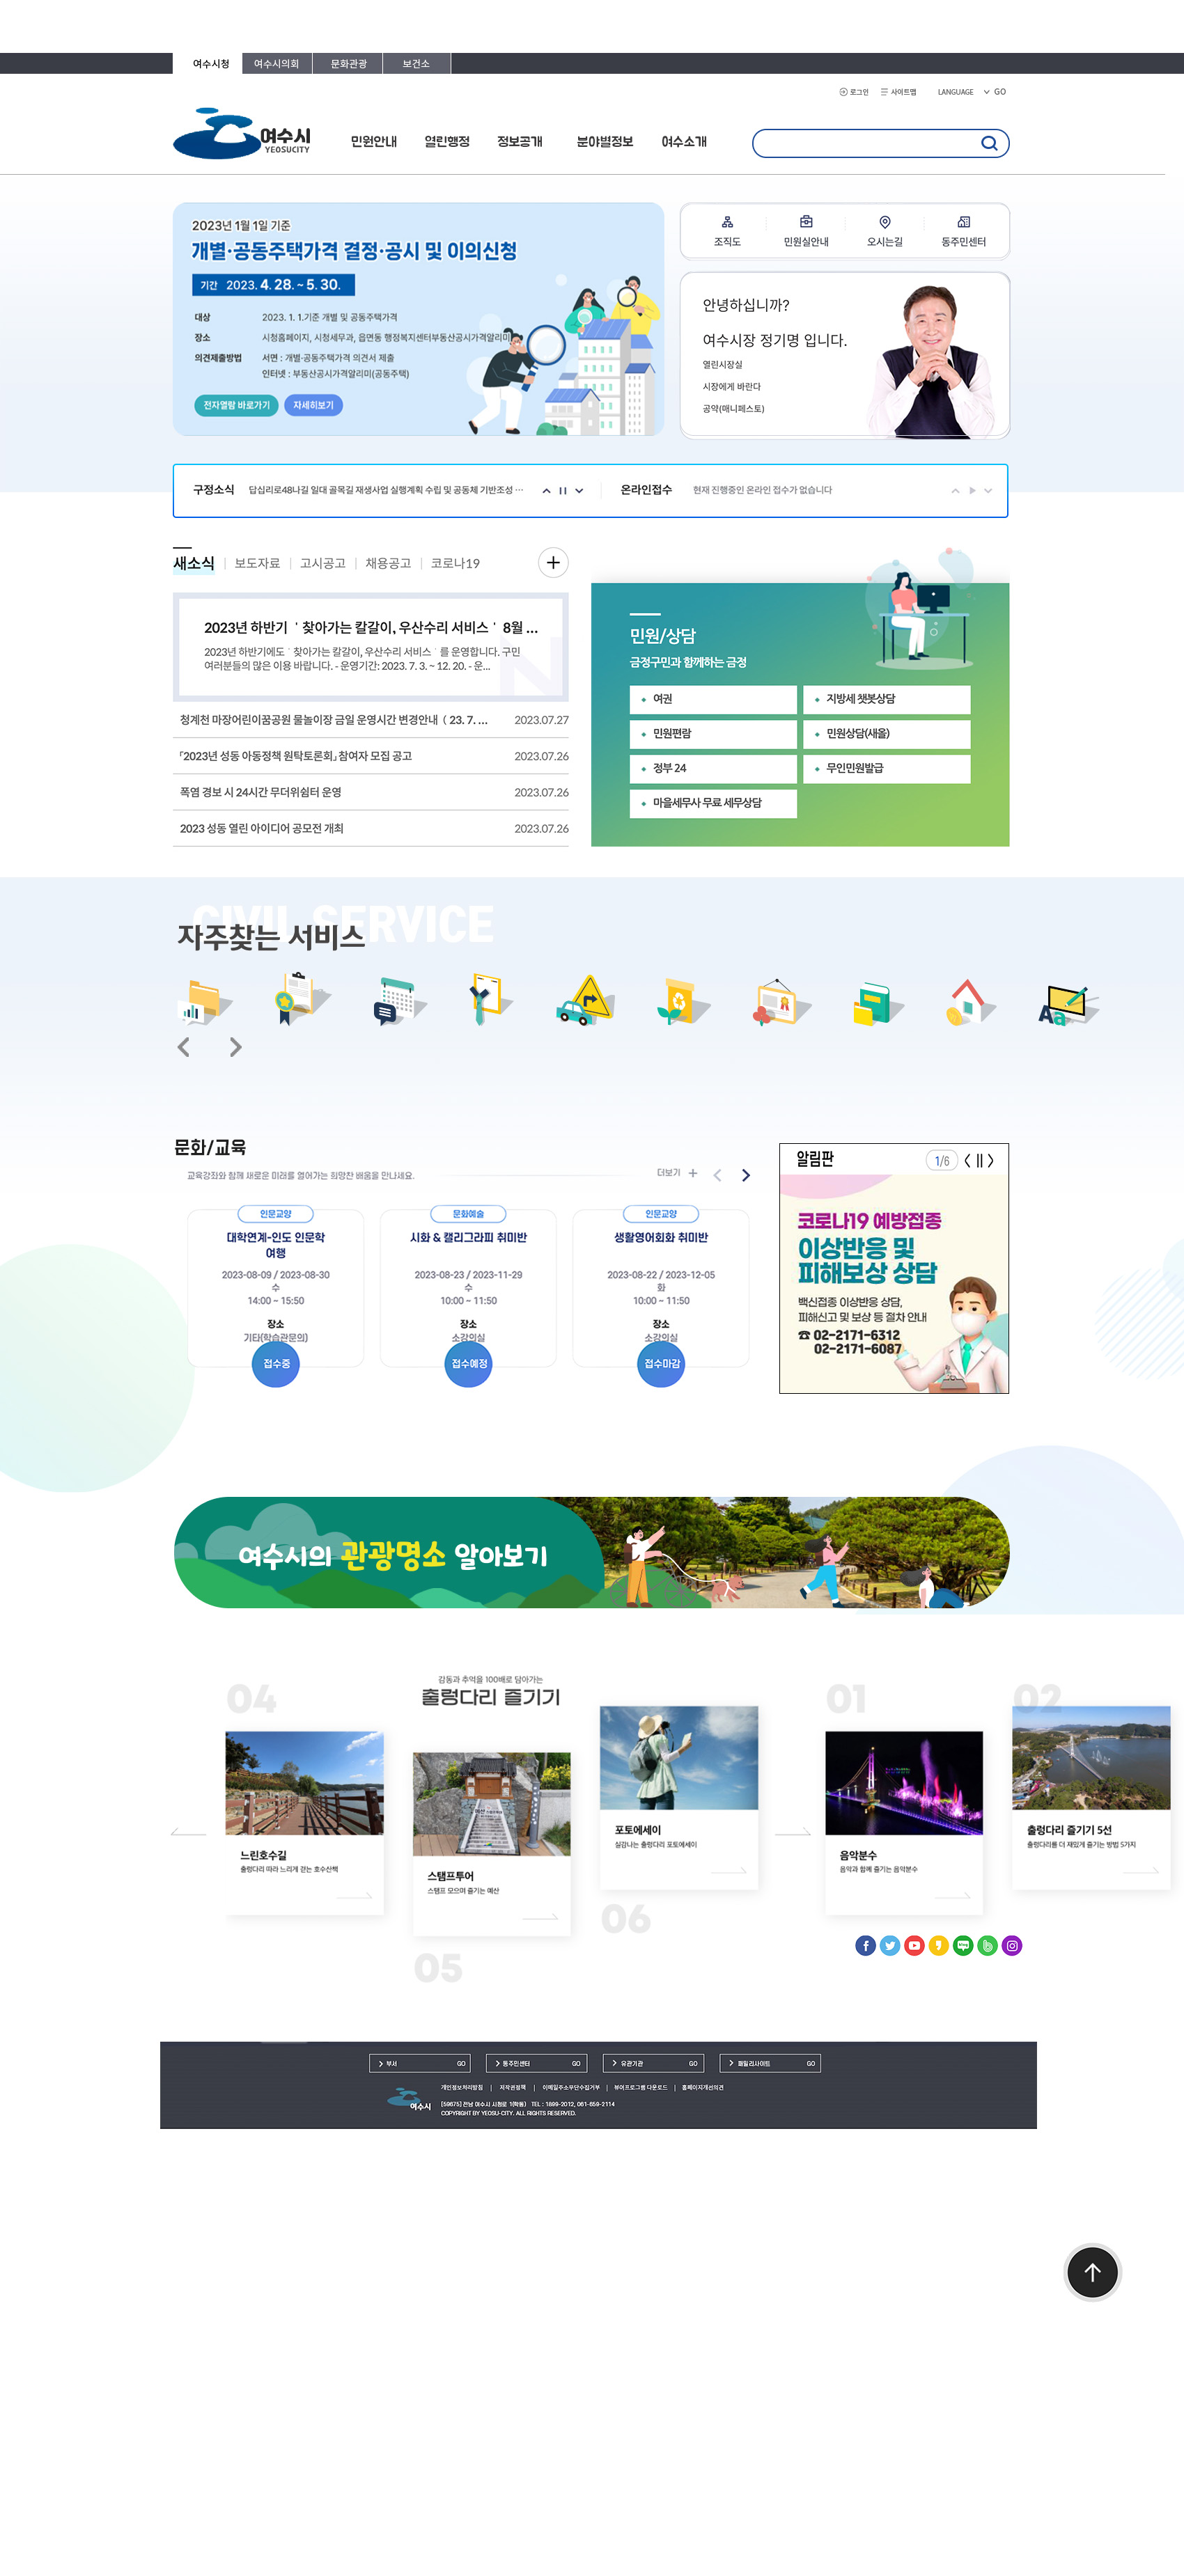 여수시청
여수시의회
문화관광
보건소
로그인
사이트맵
LANGUAGE
GO
여수시
YEOSUCITY
민원안내
열린행정
정보공개
분야별정보
여수소개
2023년 1월 1일 기준
개별·공동주택가격 결정·공시 및 이의신청
기간 2023. 4. 28. ~ 5. 30.
대상 2023. 1. 1.기준 개별 및 공동주택가격
장소 시청홈페이지, 시청세무과, 읍면동 행정복지센터부동산공시가격알리미
의견제출방법 서면 : 개별·공동주택가격 의견서 제출
인터넷 : 부동산공시가격알리미(공동주택)
전자열람 바로가기
자세히보기
조직도
민원실안내
오시는길
동주민센터
안녕하십니까?
여수시장 정기명 입니다.
열린시장실
시장에게 바란다
공약(매니페스토)
구정소식
답십리로48나길 일대 골목길 재생사업 실행계획 수립 및 공동체 기반조성 ...
온라인접수
현재 진행중인 온라인 접수가 없습니다
새소식
보도자료
고시공고
채용공고
코로나19
2023년 하반기 ＇찾아가는 칼갈이, 우산수리 서비스＇ 8월 ...
2023년 하반기에도 ＇찾아가는 칼갈이, 우산수리 서비스＇를 운영합니다. 구민
여러분들의 많은 이용 바랍니다. - 운영기간: 2023. 7. 3. ~ 12. 20. - 운...
N
청계천 마장어린이꿈공원 물놀이장 금일 운영시간 변경안내（ 23. 7. ... 2023.07.27
「2023년 성동 아동정책 원탁토론회」 참여자 모집 공고 2023.07.26
폭염 경보 시 24시간 무더위쉼터 운영 2023.07.26
2023 성동 열린 아이디어 공모전 개최 2023.07.26
민원/상담
금정구민과 함께하는 금정
여권
지방세 챗봇상담
민원편람
민원상담(새올)
정부 24
무인민원발급
마을세무사 무료 세무상담
CIVIL SERVICE
자주찾는 서비스
Aa
문화/교육
교육강좌와 함께 새로운 미래를 열어가는 희망찬 배움을 만나세요.
더보기
인문교양
대학연계-인도 인문학
여행
2023-08-09 / 2023-08-30
수
14:00 ~ 15:50
장소
기타(학습관문의)
접수중
문화예술
시화 & 캘리그라피 취미반
2023-08-23 / 2023-11-29
수
10:00 ~ 11:50
장소
소강의실
접수예정
인문교양
생활영어회화 취미반
2023-08-22 / 2023-12-05
화
10:00 ~ 11:50
장소
소강의실
접수마감
알림판
1/6
코로나19 예방접종
이상반응 및
피해보상 상담
백신접종 이상반응 상담,
피해신고 및 보상 등 절차 안내
☎ 02-2171-6312
02-2171-6087
여수시의 관광명소 알아보기
감동과 추억을 100배로 담아가는
출렁다리 즐기기
04
느린호수길
출렁다리 따라 느리게 걷는 호수산책
스탬프투어
스탬프 모으며 즐기는 예산
05
포토에세이
실감나는 출렁다리 포토에세이
06
01
음악분수
음악과 함께 즐기는 음악분수
02
출렁다리 즐기기 5선
출렁다리를 더 재밌게 즐기는 방법 5가지
부서 GO
동주민센터 GO
유관기관 GO
패밀리사이트 GO
개인정보처리방침
저작권정책
이메일주소무단수집거부
뷰어프로그램 다운로드
홈페이지개선의견
여수시
[59675] 전남 여수시 시청로 1(학동) TEL : 1899-2012, 061-659-2114
COPYRIGHT BY YEOSU-CITY. ALL RIGHTS RESERVED.